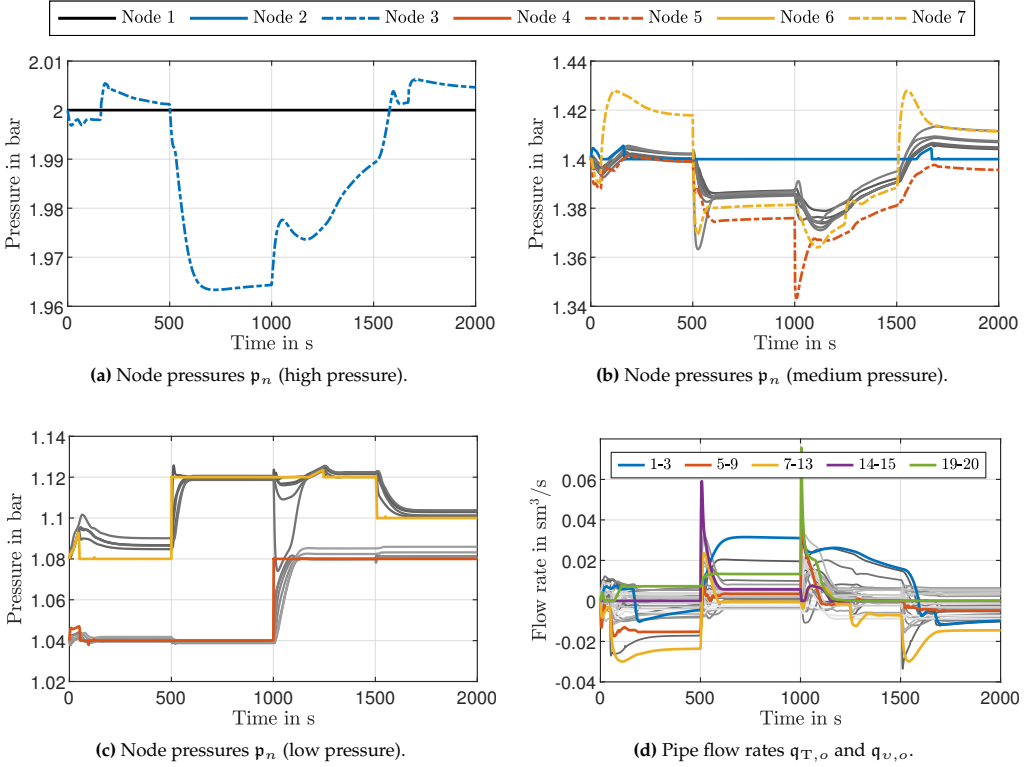 Node 1 Node 2 Node 3 Node 4 Node 5 Node 6 Node 7
2.01
2
1.99
1.98
1.97
1.96
Pressure in bar
0 500 1000 1500 2000
Time in s
(a) Node pressures 𝔭n (high pressure).
1.44
1.42
1.4
1.38
1.36
1.34
Pressure in bar
0 500 1000 1500 2000
Time in s
(b) Node pressures 𝔭n (medium pressure).
1.14
1.12
1.1
1.08
1.06
1.04
1.02
Pressure in bar
0 500 1000 1500 2000
Time in s
(c) Node pressures 𝔭n (low pressure).
1-3 5-9 7-13 14-15 19-20
0.06
0.04
0.02
0
-0.02
-0.04
Flow rate in sm³/s
0 500 1000 1500 2000
Time in s
(d) Pipe flow rates 𝔮T,o and 𝔮υ,o.